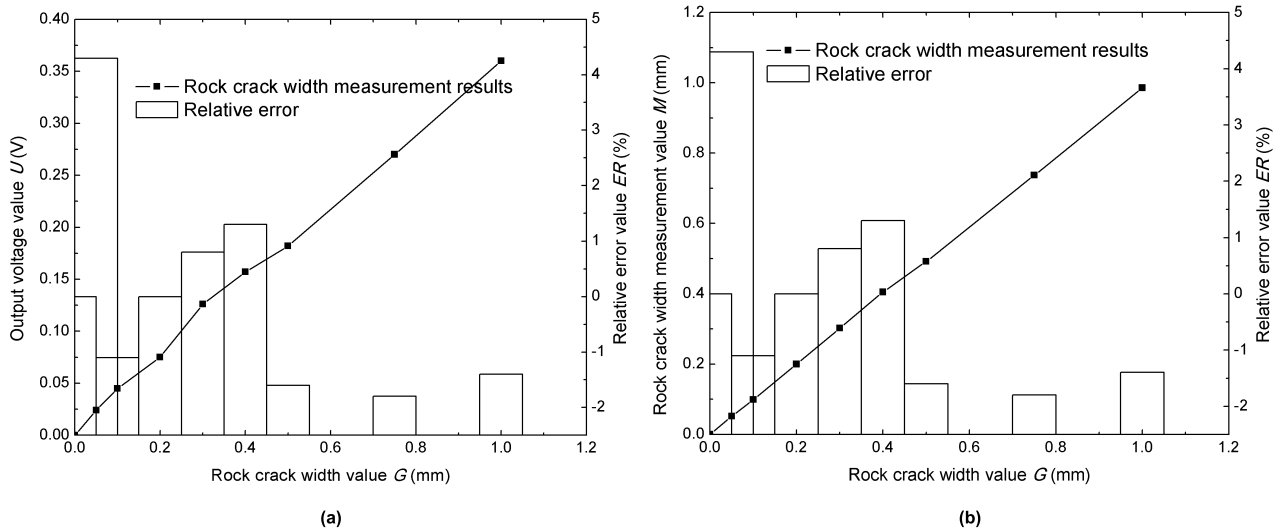 0.40
0.35
0.30
0.25
0.20
0.15
0.10
0.05
0.00
Output voltage value U (V)
Rock crack width measurement results
Relative error
5
4
3
2
1
0
-1
-2
Relative error value ER (%)
0.0 0.2 0.4 0.6 0.8 1.0 1.2
Rock crack width value G (mm)
(a)
1.2
1.0
0.8
0.6
0.4
0.2
0.0
Rock crack width measurement value M (mm)
Rock crack width measurement results
Relative error
5
4
3
2
1
0
-1
-2
Relative error value ER (%)
0.0 0.2 0.4 0.6 0.8 1.0 1.2
Rock crack width value G (mm)
(b)